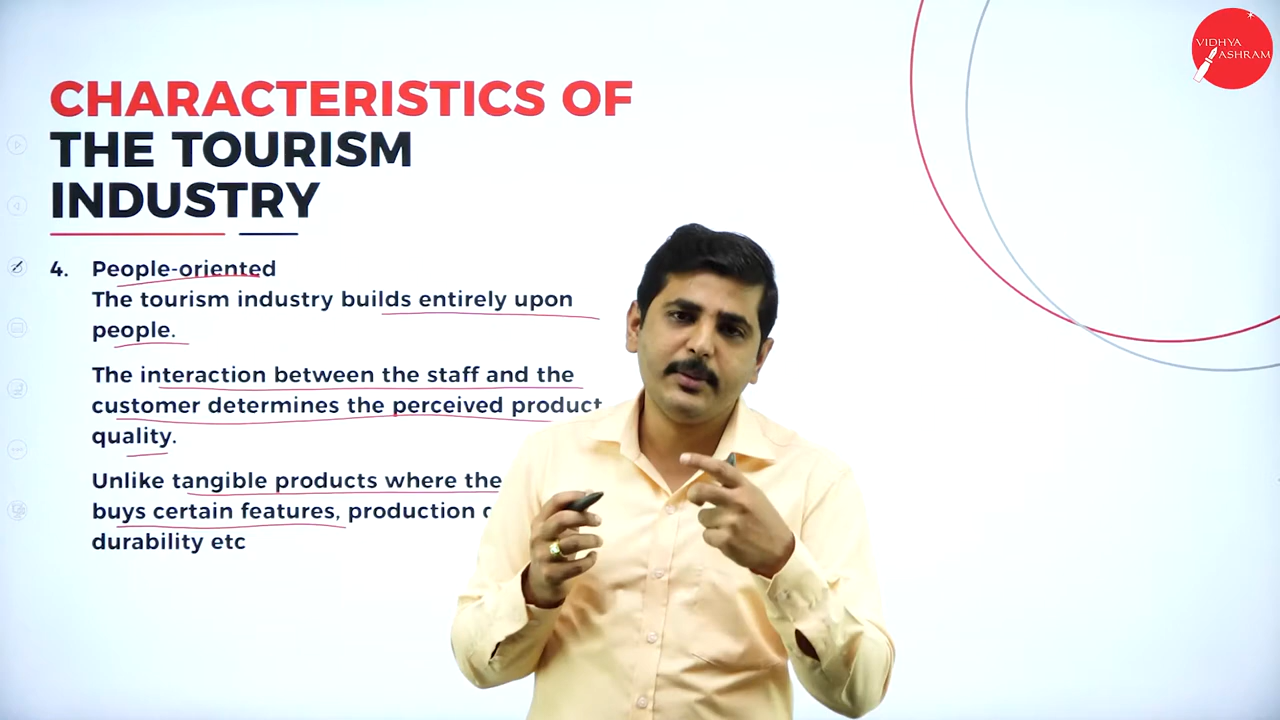 VIDHYA
ASHRAM
CHARACTERISTICS OF
THE TOURISM
INDUSTRY
4. People-oriented
The tourism industry builds entirely upon
people.
The interaction between the staff and the
customer determines the perceived product
quality.
Unlike tangible products where the
buys certain features, production
durability etc